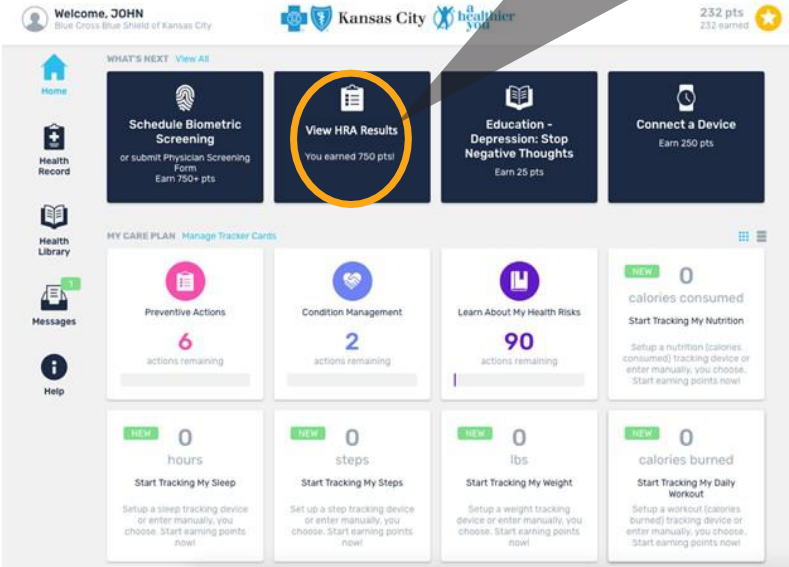 Welcome, JOHN
Blue Cross Blue Shield of Kansas City
Kansas City
a healthier you
232 pts
232 earned
WHAT'S NEXT View All
Home
Health
Record
Health
Library
1
Messages
Help
Schedule Biometric
Screening
or submit Physician Screening
Form
Earn 750+ pts
View HRA Results
You earned 750 pts!
Education -
Depression: Stop
Negative Thoughts
Earn 25 pts
Connect a Device
Earn 250 pts
MY CARE PLAN Manage Tracker Cards
Preventive Actions
6
actions remaining
Condition Management
2
actions remaining
Learn About My Health Risks
90
actions remaining
NEW 0
calories consumed
Start Tracking My Nutrition
Setup a nutrition (calories
consumed) tracking device or
enter manually, you choose.
Start earning points now!
NEW 0
hours
Start Tracking My Sleep
Setup a sleep tracking device
or enter manually, you
choose. Start earning points
now!
NEW 0
steps
Start Tracking My Steps
Set up a step tracking device
or enter manually, you
choose. Start earning points
now!
NEW 0
lbs
Start Tracking My Weight
Setup a weight tracking
device or enter manually, you
choose. Start earning points
now!
NEW 0
calories burned
Start Tracking My Daily
Workout
Setup a workout (calories
burned) tracking device or
enter manually, you choose.
Start earning points now!